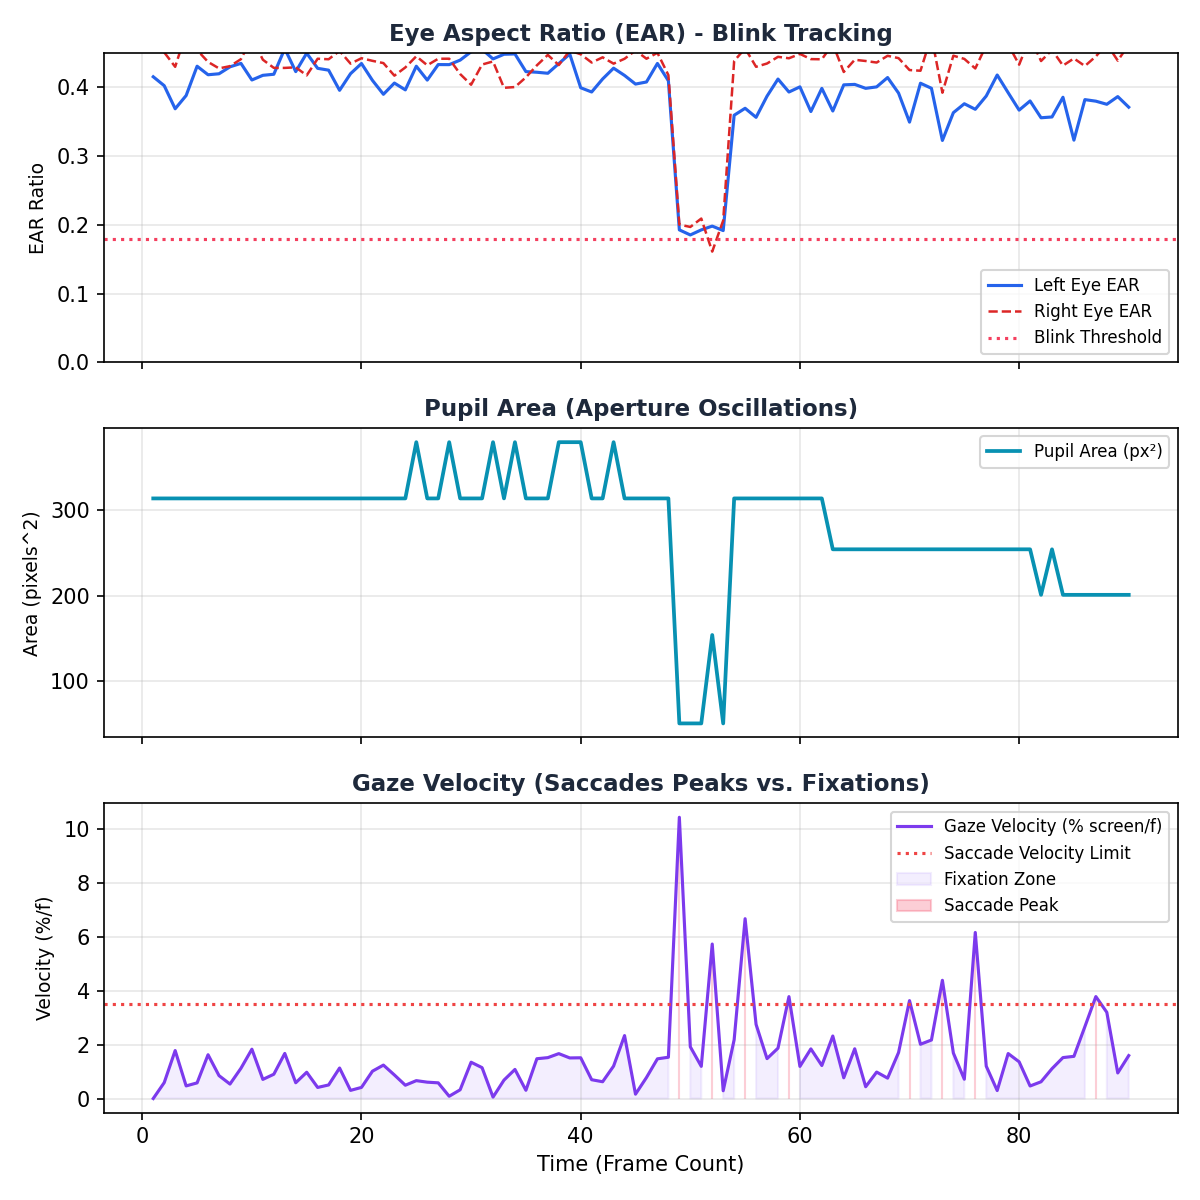 Eye Aspect Ratio (EAR) - Blink Tracking
EAR Ratio
0.4
0.3
0.2
0.1
0.0
Left Eye EAR
Right Eye EAR
Blink Threshold
Pupil Area (Aperture Oscillations)
Area (pixels^2)
300
200
100
Pupil Area (px²)
Gaze Velocity (Saccades Peaks vs. Fixations)
Velocity (%/f)
10
8
6
4
2
0
Gaze Velocity (% screen/f)
Saccade Velocity Limit
Fixation Zone
Saccade Peak
0 20 40 60 80
Time (Frame Count)